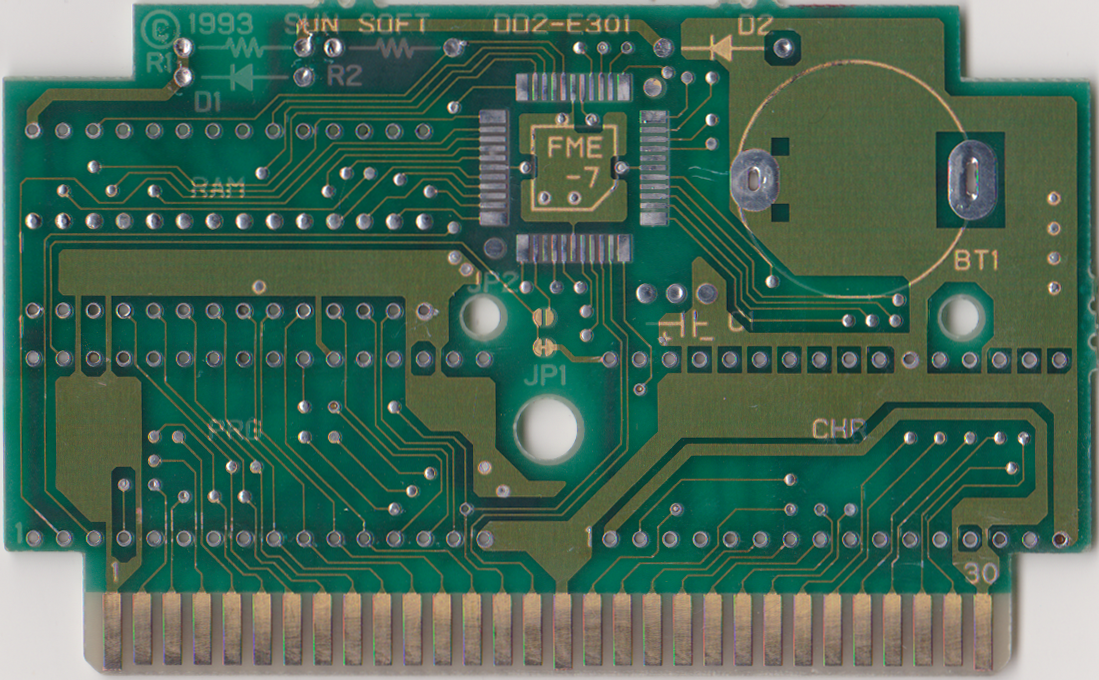 © 1993 SUN SOFT DD2-E301 D2
R1 R2
D1
FME
-7
RAM
BT1
JP2
JP1
PRG CHR
1 1
1 30